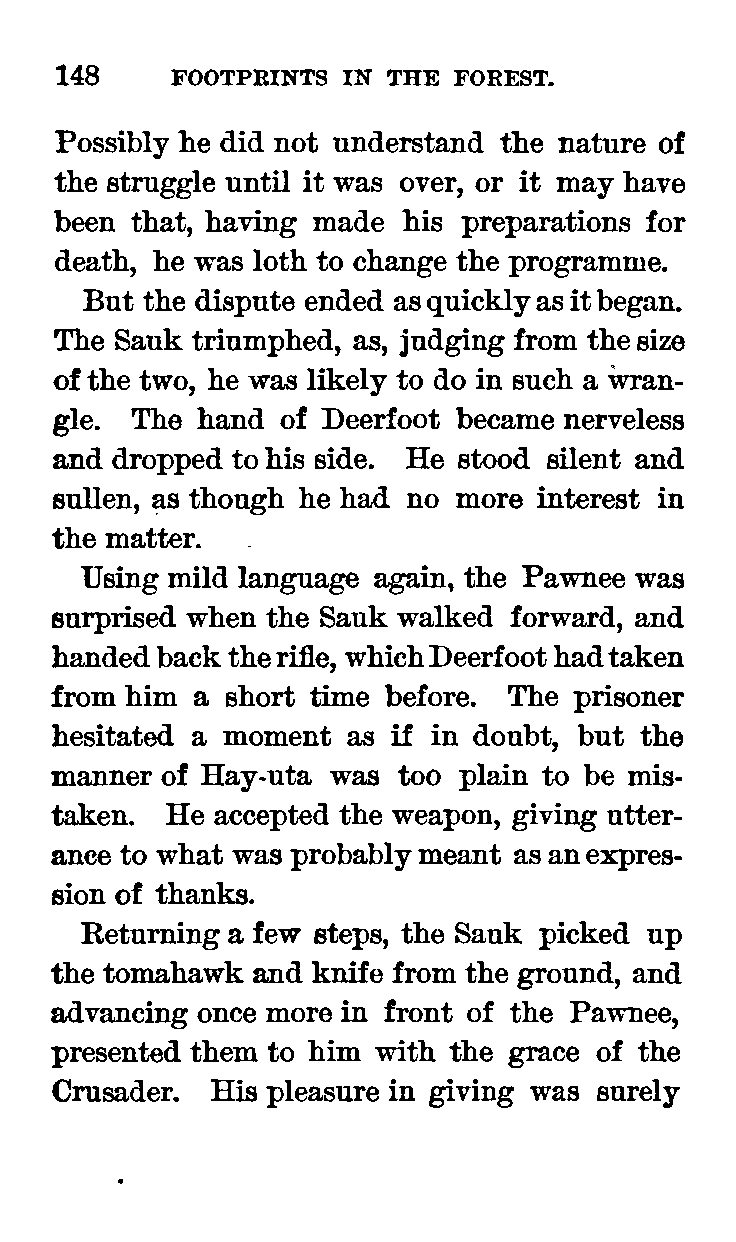 148 FOOTPRINTS IN THE FOREST.
Possibly he did not understand the nature of
the struggle until it was over, or it may have
been that, having made his preparations for
death, he was loth to change the programme.
But the dispute ended as quickly as it began.
The Sauk triumphed, as, judging from the size
of the two, he was likely to do in such a wran-
gle. The hand of Deerfoot became nerveless
and dropped to his side. He stood silent and
sullen, as though he had no more interest in
the matter.
Using mild language again, the Pawnee was
surprised when the Sauk walked forward, and
handed back the rifle, which Deerfoot had taken
from him a short time before. The prisoner
hesitated a moment as if in doubt, but the
manner of Hay-uta was too plain to be mis-
taken. He accepted the weapon, giving utter-
ance to what was probably meant as an expres-
sion of thanks.
Returning a few steps, the Sauk picked up
the tomahawk and knife from the ground, and
advancing once more in front of the Pawnee,
presented them to him with the grace of the
Crusader. His pleasure in giving was surely